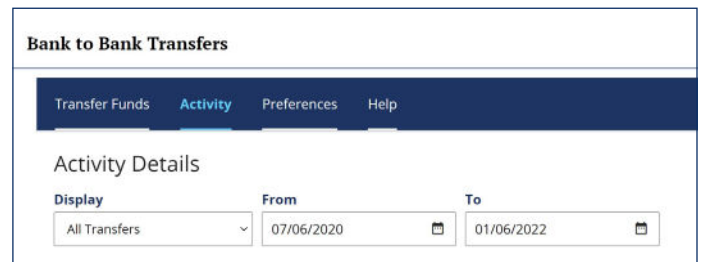 Bank to Bank Transfers
Transfer Funds Activity Preferences Help
Activity Details
Display From To
All Transfers 07/06/2020 01/06/2022